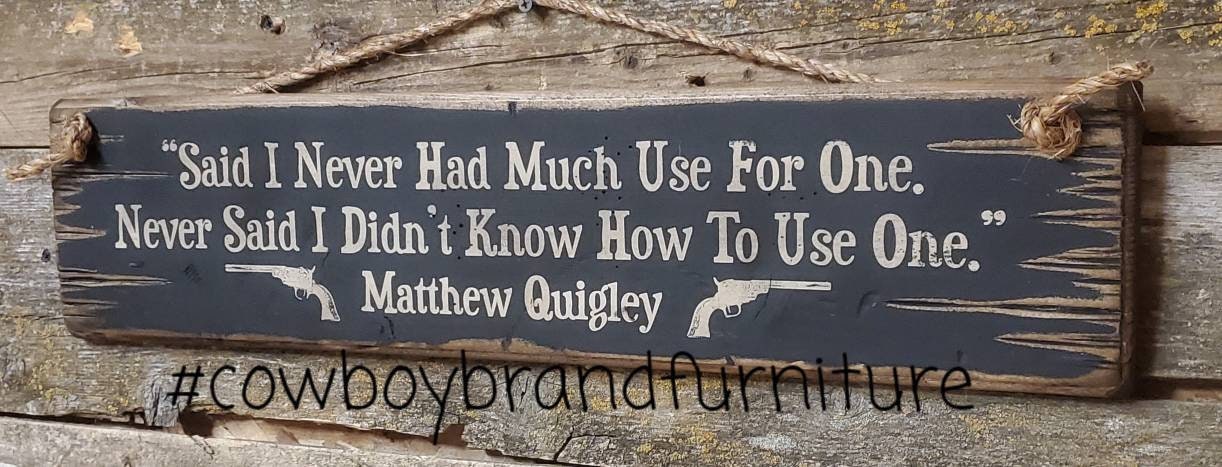 “Said I Never Had Much Use For One.
Never Said I Didn't Know How To Use One.”
Matthew Quigley
#cowboybrandfurniture